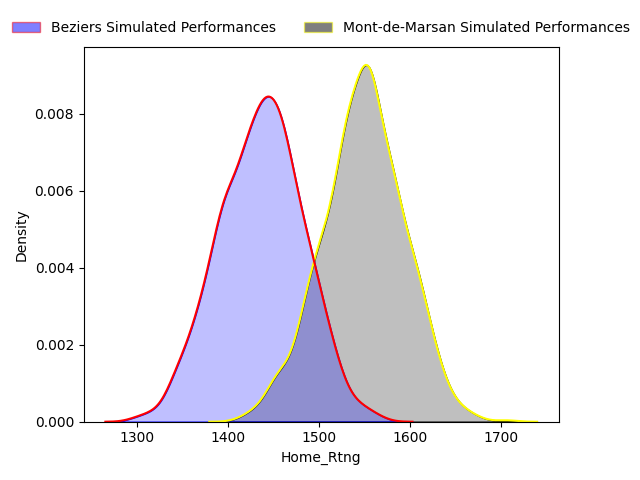 Beziers Simulated Performances Mont-de-Marsan Simulated Performances
0.008
0.006
0.004
0.002
0.000
Density
1300 1400 1500 1600 1700
Home_Rtng